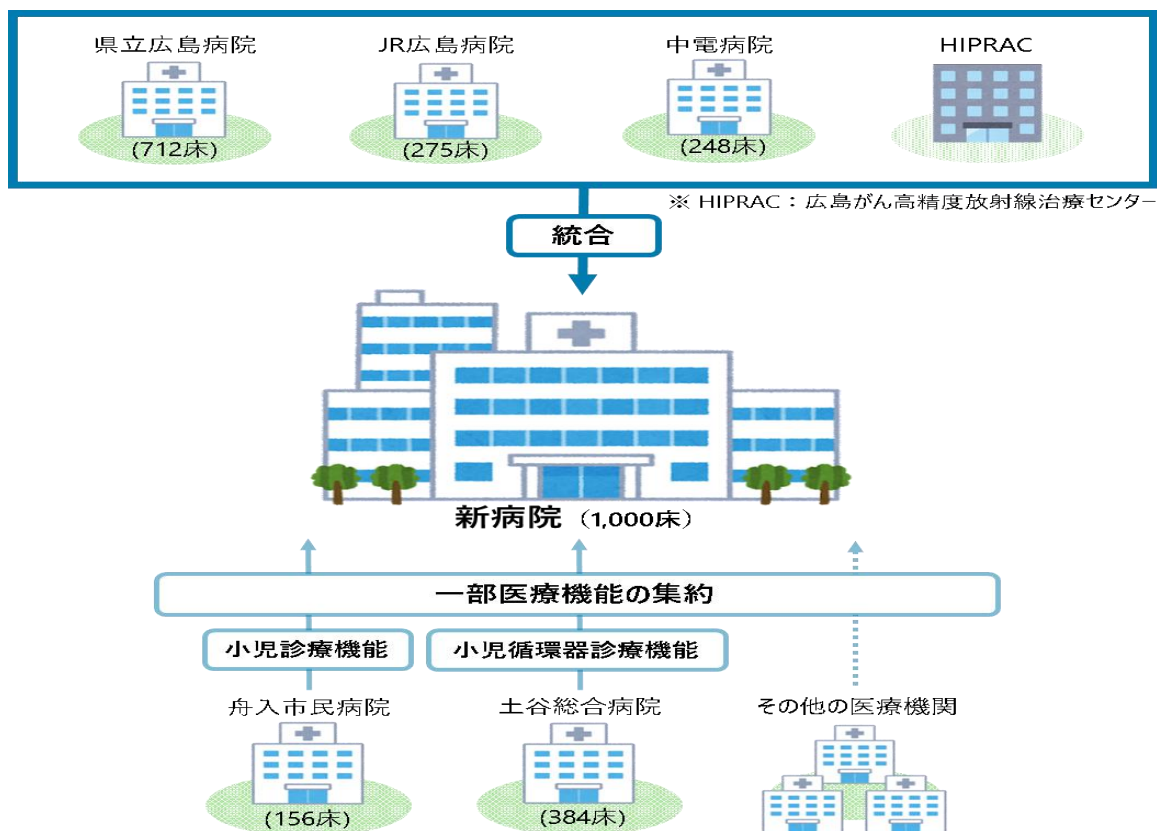 県立広島病院 JR広島病院 中電病院 HIPRAC
(712床) (275床) (248床)
※ HIPRAC：広島がん高精度放射線治療センター
統合
新病院（1,000床）
一部医療機能の集約
小児診療機能 小児循環器診療機能
舟入市民病院 土谷総合病院 その他の医療機関
(156床) (384床)